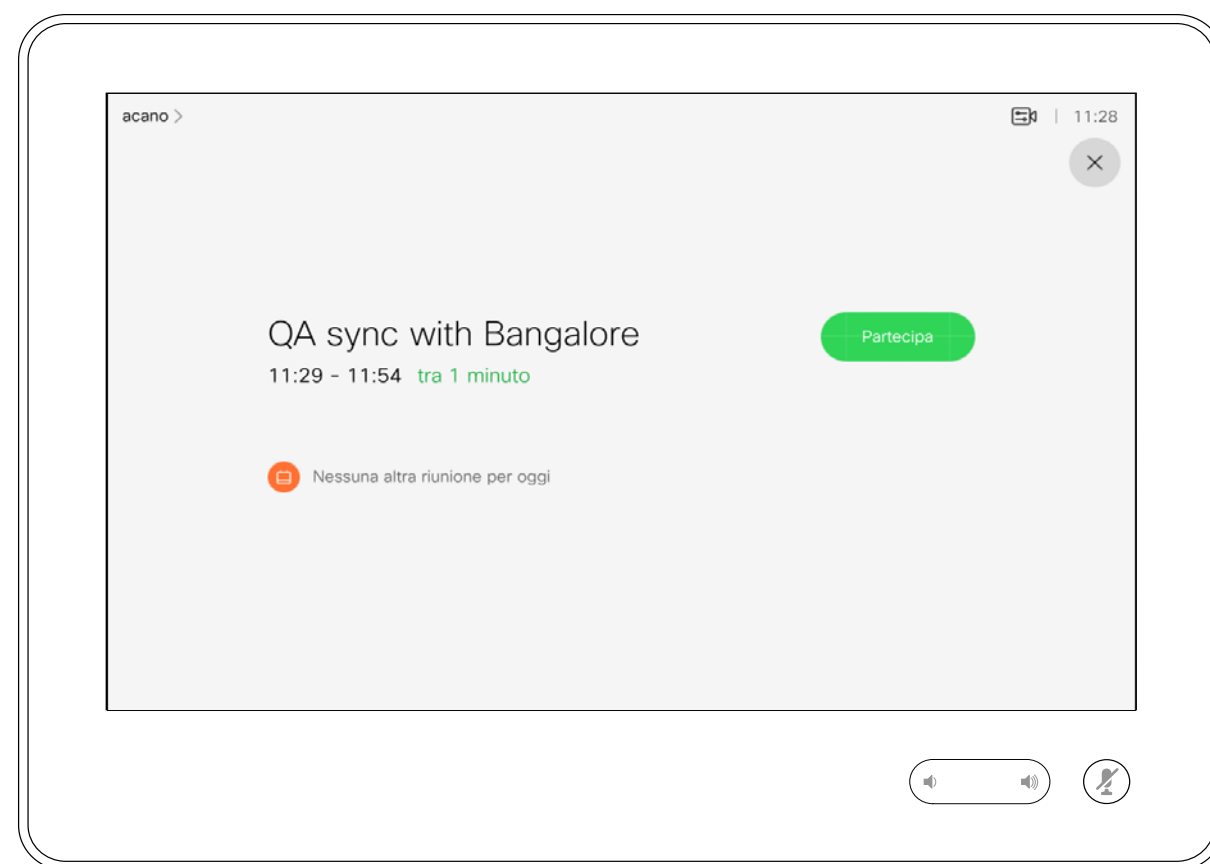 acano
11:28
QA sync with Bangalore
Partecipa
11:29 - 11:54 tra 1 minuto
Nessuna altra riunione per oggi